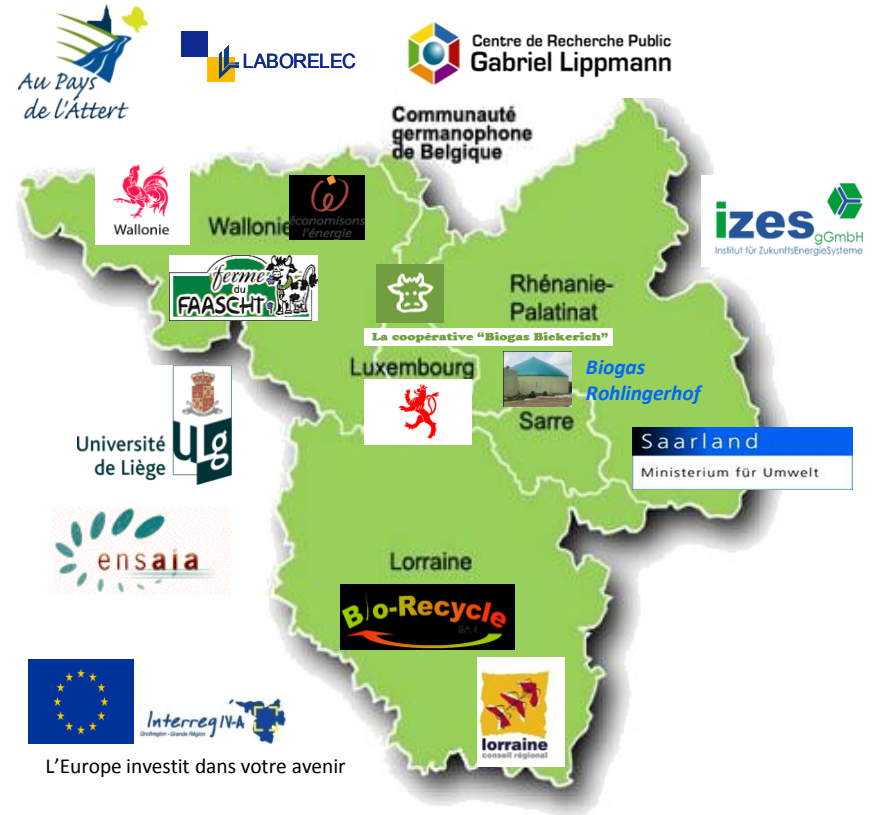 Au Pays
de l'Attert
LABORELEC
Centre de Recherche Public
Gabriel Lippmann
Communauté
germanophone
de Belgique
Wallonie
Wallonie
économisons
l'énergie
izes
gGmbH
Institut für ZukunftsEnergieSysteme
ferme
du
FAASCHT
Rhénanie-
Palatinat
La coopérative “Biogas Biekerich”
Luxembourg
Biogas
Rohlingerhof
Sarre
Université
de Liège
ULg
Saarland
Ministerium für Umwelt
ensaia
Lorraine
Bio-Recycle
Interreg IV-A
Großregion - Grande Région
lorraine
conseil régional
L’Europe investit dans votre avenir